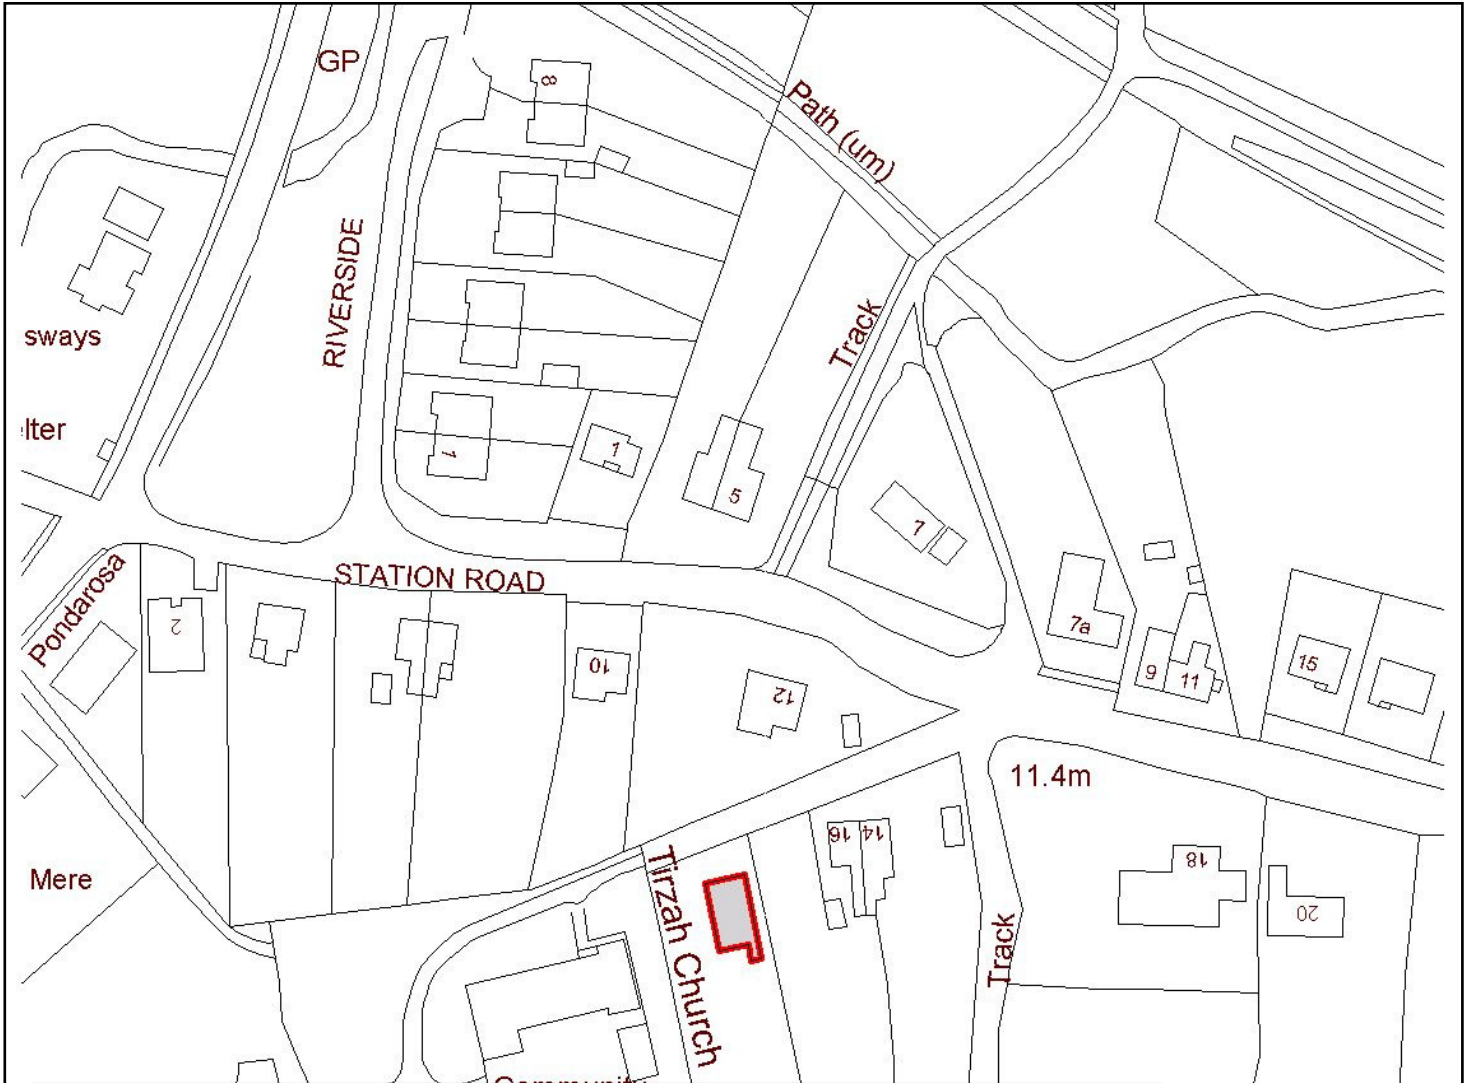 GP
8
Path (um)
RIVERSIDE
Track
sways
lter
1
1
5
7
STATION ROAD
Pondarosa
2
10
12
7a
9
11
15
11.4m
16
14
18
20
Mere
Tirzah Church
Track